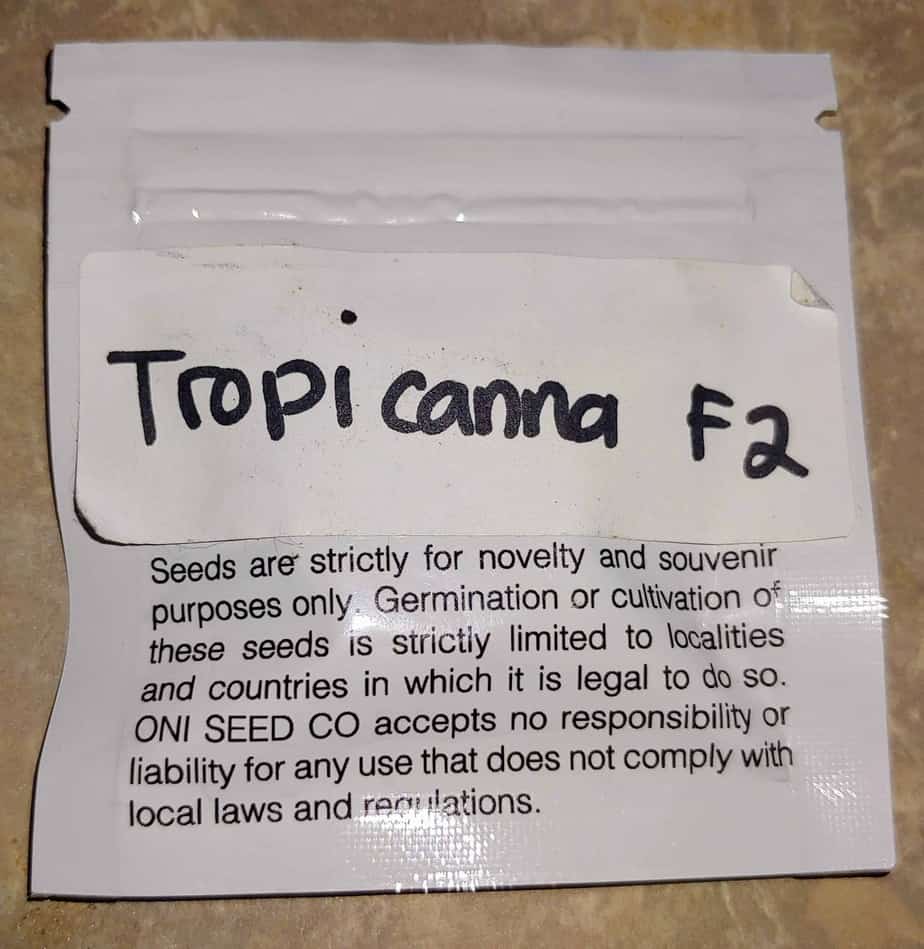 Tropicanna F2
Seeds are strictly for novelty and souvenir
purposes only. Germination or cultivation of
these seeds is strictly limited to localities
and countries in which it is legal to do so.
ONI SEED CO accepts no responsibility or
liability for any use that does not comply with
local laws and regulations.